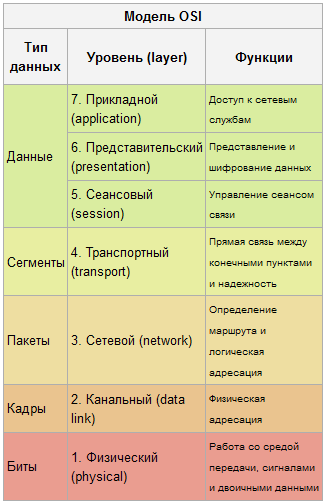 Модель OSI
Тип
данных
Уровень (layer)
Функции
Данные
7. Прикладной
(application)
Доступ к сетевым
службам
6. Представительский
(presentation)
Представление и
шифрование данных
5. Сеансовый
(session)
Управление сеансом
связи
Сегменты
4. Транспортный
(transport)
Прямая связь между
конечными пунктами
и надежность
Пакеты
3. Сетевой (network)
Определение
маршрута и
логическая
адресация
Кадры
2. Канальный (data
link)
Физическая
адресация
Биты
1. Физический
(physical)
Работа со средой
передачи, сигналами
и двоичными данными